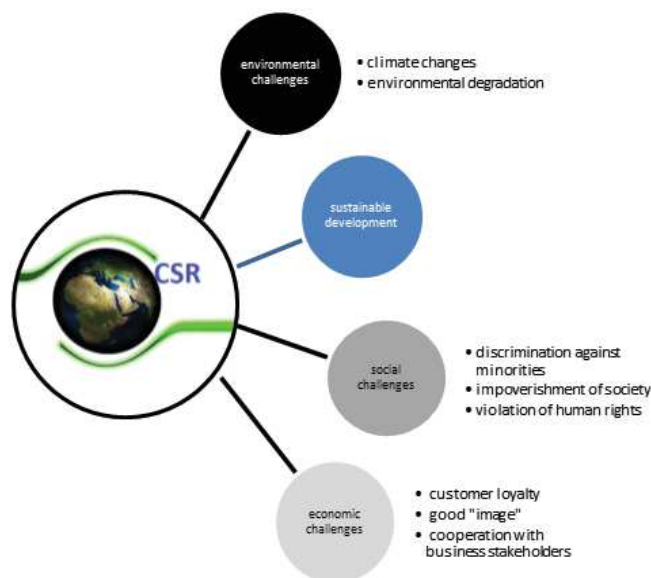 environmental
challenges
• climate changes
• environmental degradation
sustainable
development
CSR
social
challenges
• discrimination against
minorities
• impoverishment of society
• violation of human rights
economic
challenges
• customer loyalty
• good "image"
• cooperation with
business stakeholders